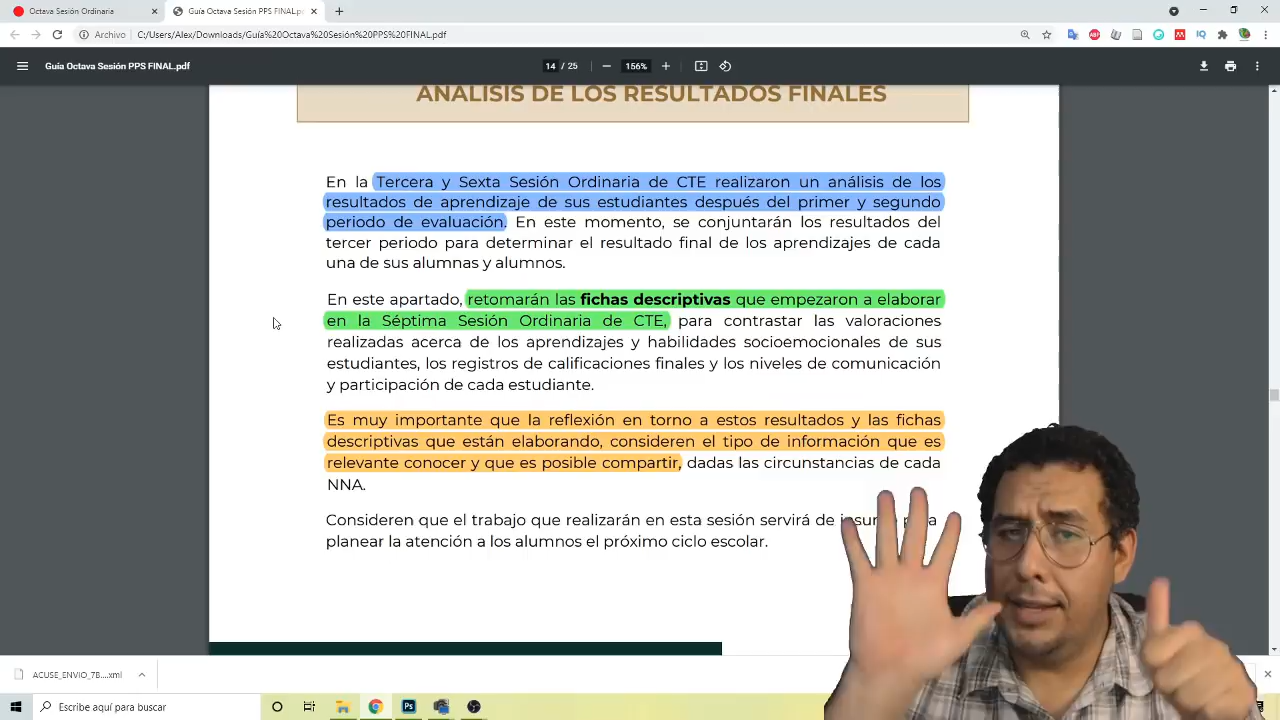 Octava Sesión Ordinaria
Guía Octava Sesión PPS FINAL.p
Archivo C:/Users/Alex/Downloads/Guía%20Octava%20Sesión%20PPS%20FINAL.pdf
Guía Octava Sesión PPS FINAL.pdf
14 / 25
156%
ANÁLISIS DE LOS RESULTADOS FINALES
En la Tercera y Sexta Sesión Ordinaria de CTE realizaron un análisis de los
resultados de aprendizaje de sus estudiantes después del primer y segundo
periodo de evaluación. En este momento, se conjuntarán los resultados del
tercer periodo para determinar el resultado final de los aprendizajes de cada
una de sus alumnas y alumnos.
En este apartado, retomarán las fichas descriptivas que empezaron a elaborar
en la Séptima Sesión Ordinaria de CTE, para contrastar las valoraciones
realizadas acerca de los aprendizajes y habilidades socioemocionales de sus
estudiantes, los registros de calificaciones finales y los niveles de comunicación
y participación de cada estudiante.
Es muy importante que la reflexión en torno a estos resultados y las fichas
descriptivas que están elaborando, consideren el tipo de información que es
relevante conocer y que es posible compartir, dadas las circunstancias de cada
NNA.
Consideren que el trabajo que realizarán en esta sesión servirá de
planear la atención a los alumnos el próximo ciclo escolar.
ACUSE_ENVIO_7B....xml
Escribe aquí para buscar